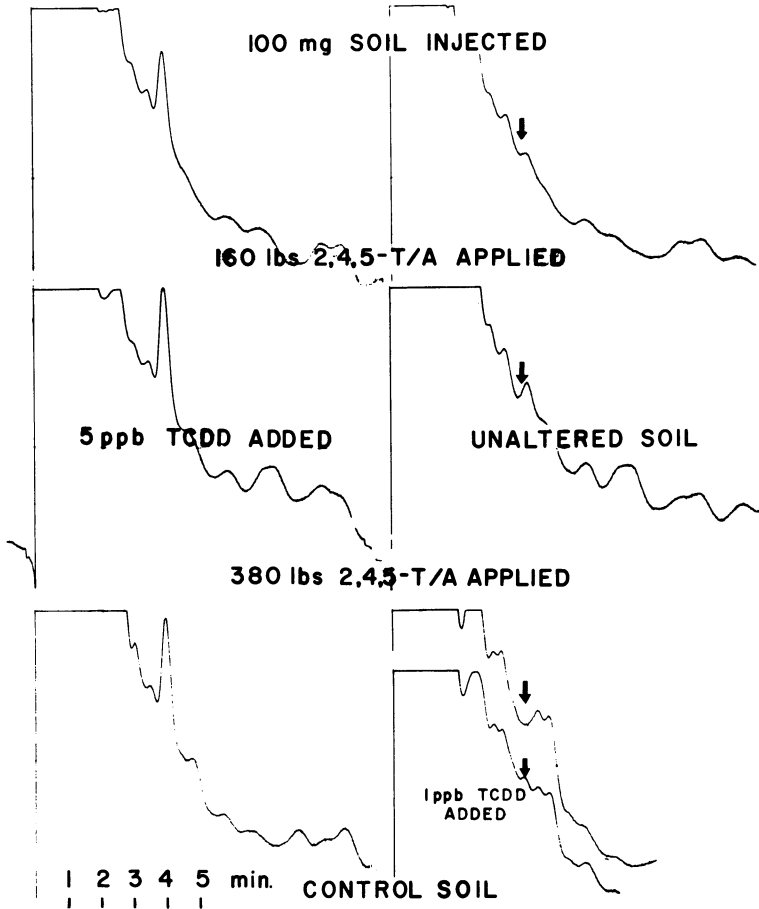 100 mg SOIL INJECTED
160 lbs 2,4,5-T/A APPLIED
5 ppb TCDD ADDED
UNALTERED SOIL
380 lbs 2,4,5-T/A APPLIED
1 ppb TCDD
ADDED
1 2 3 4 5 min.
CONTROL SOIL